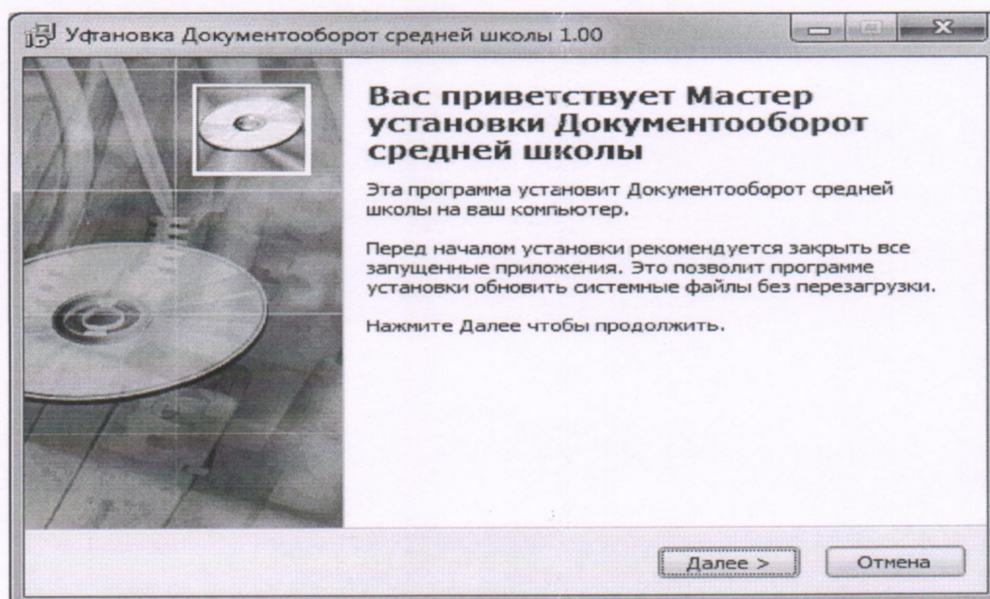 Установка Документооборот средней школы 1.00
Вас приветствует Мастер
установки Документооборот
средней школы
Эта программа установит Документооборот средней
школы на ваш компьютер.
Перед началом установки рекомендуется закрыть все
запущенные приложения. Это позволит программе
установки обновить системные файлы без перезагрузки.
Нажмите Далее чтобы продолжить.
Далее >
Отмена